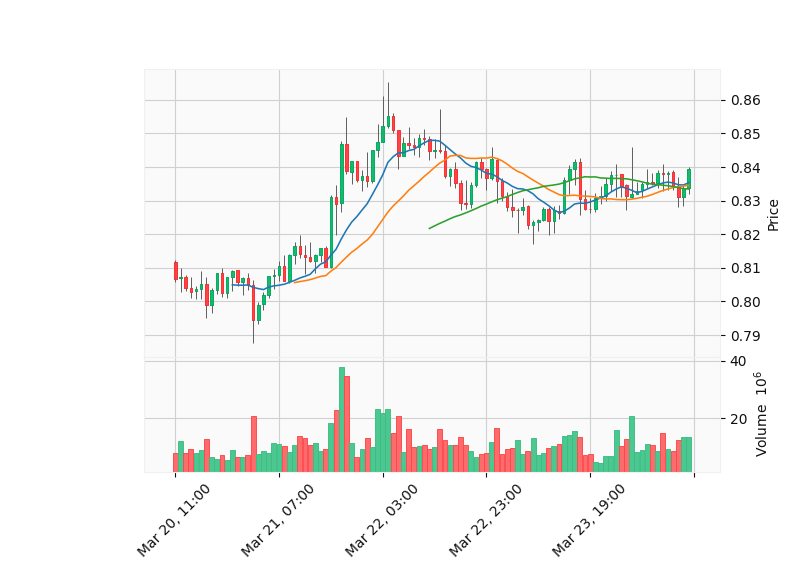 0.86
0.85
0.84
0.83
0.82
0.81
0.80
0.79
Price
40
20
Volume 10^6
Mar 20, 11:00
Mar 21, 07:00
Mar 22, 03:00
Mar 22, 23:00
Mar 23, 19:00